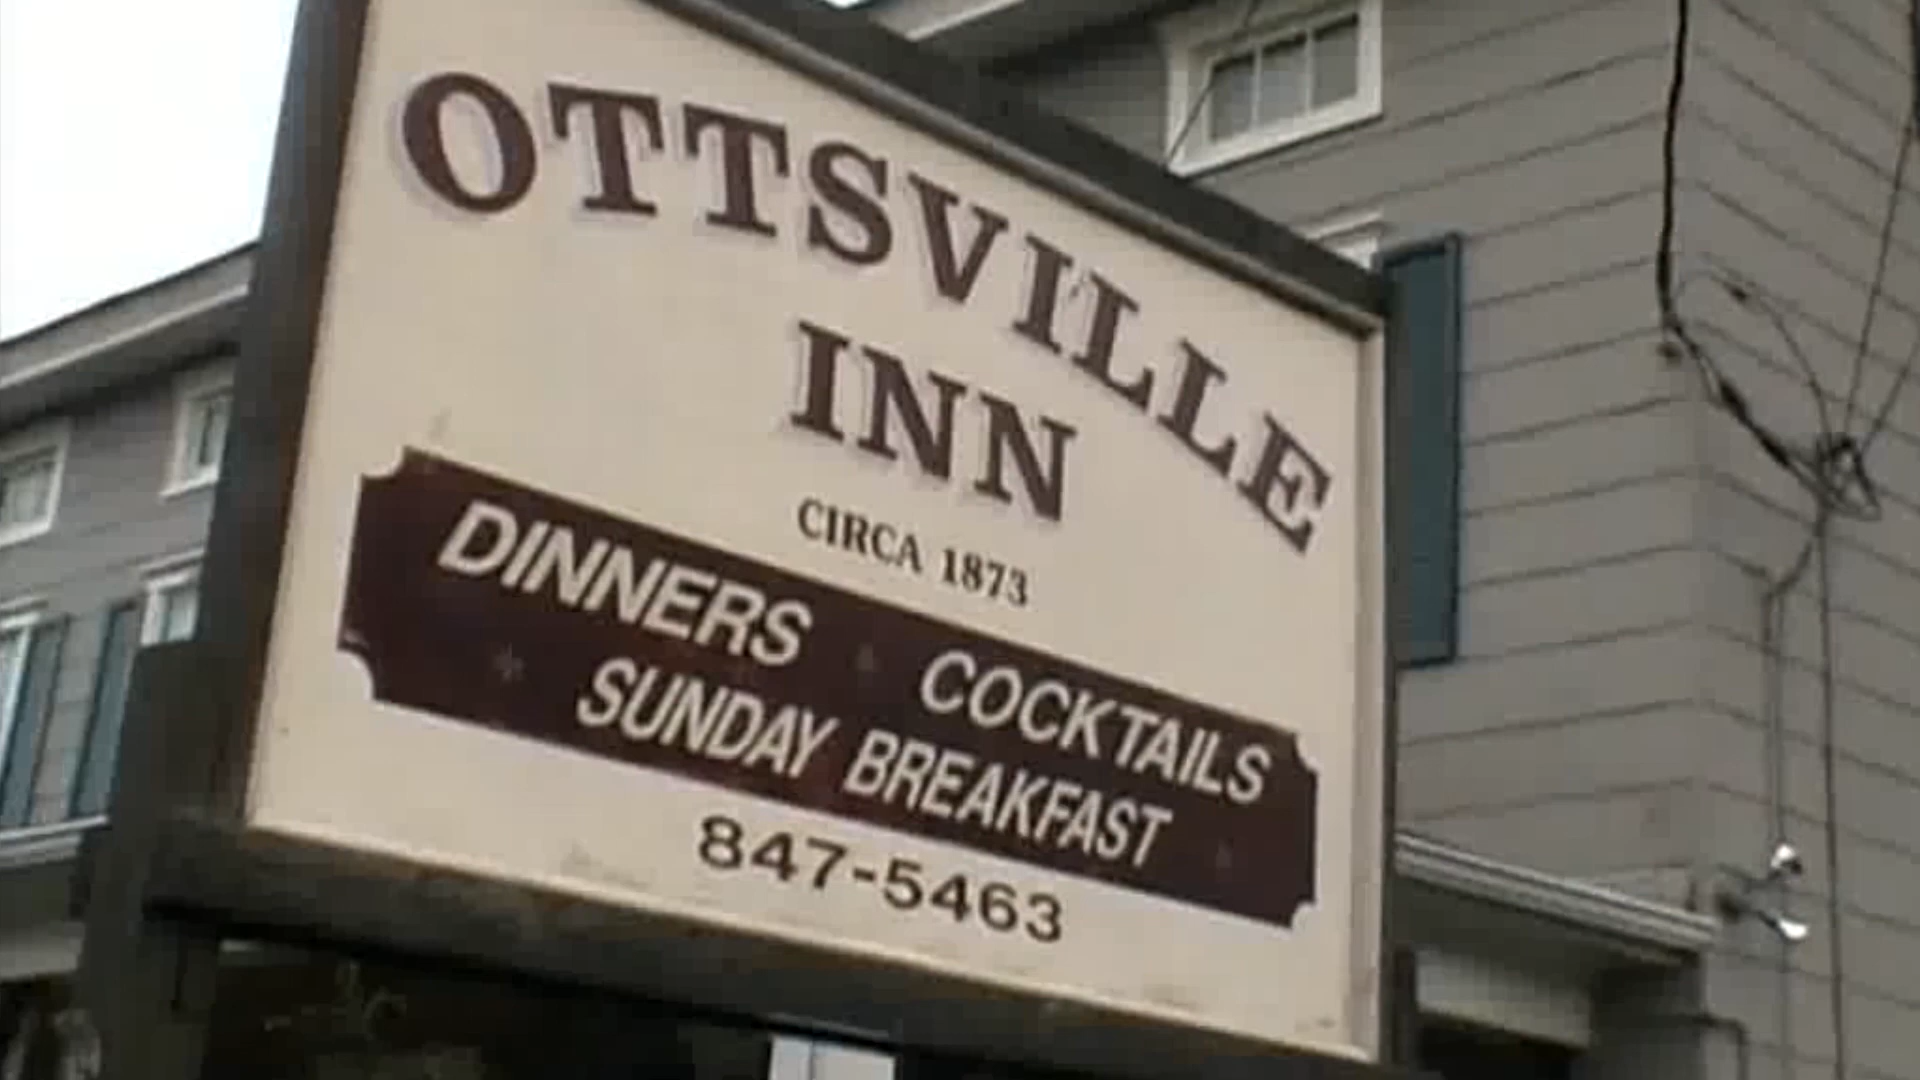 OTTSVILLE
INN
CIRCA 1873
DINNERS COCKTAILS
SUNDAY BREAKFAST
847-5463